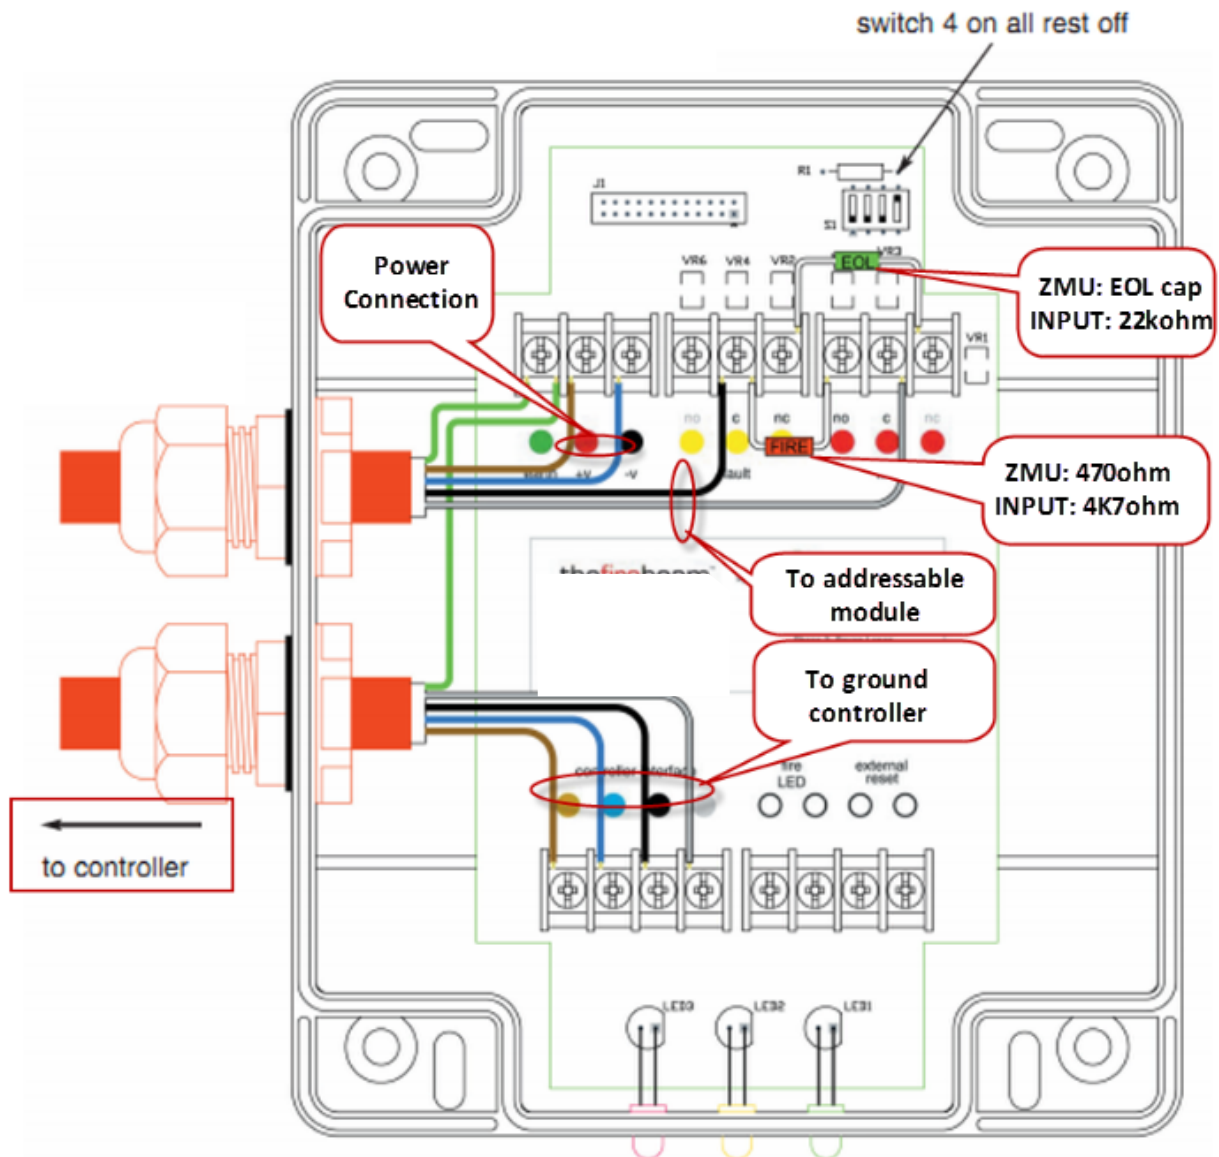 switch 4 on all rest off
R1
J1
S1
Power
Connection
VR6
VR4
VR2
EOL
VR3
ZMU: EOL cap
INPUT: 22kohm
VR1
no
c
nc
no
c
nc
FIRE
+v
-v
ZMU: 470ohm
INPUT: 4K7ohm
To addressable
module
To ground
controller
fire
LED
external
reset
to controller
LED3
LED2
LED1